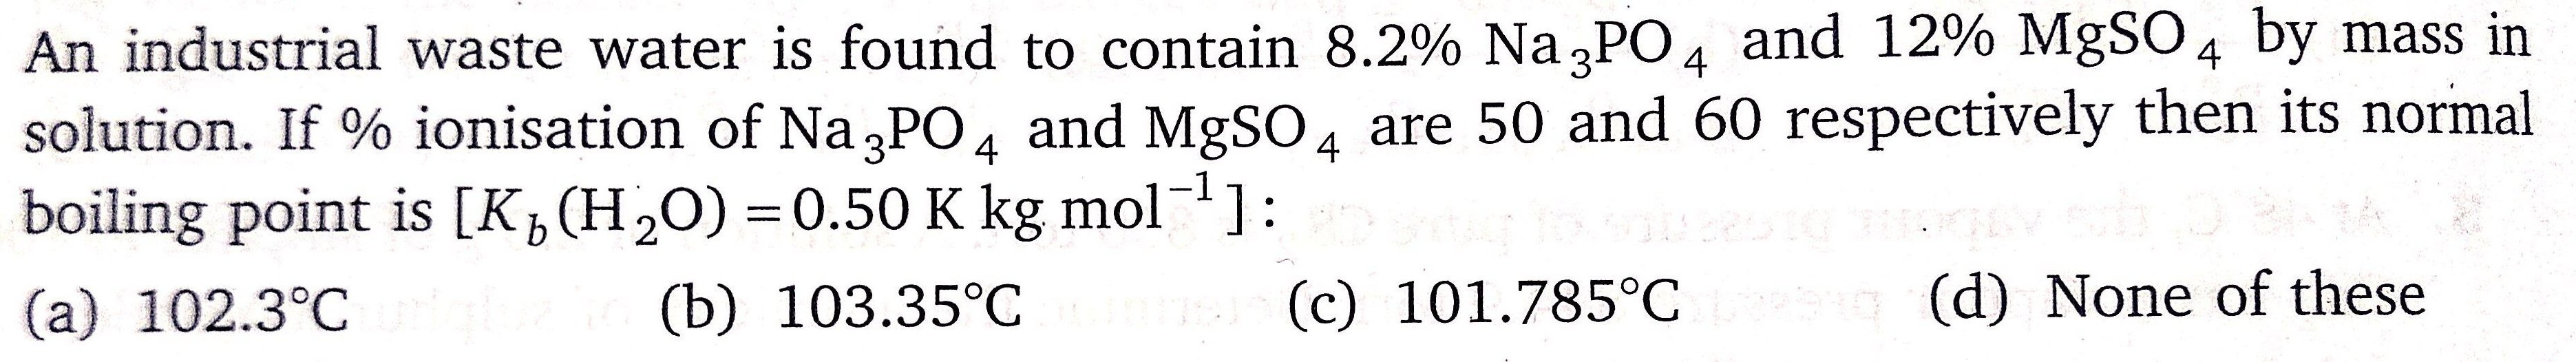 An industrial waste water is found to contain 8.2% Na₃PO₄ and 12% MgSO₄ by mass in
solution. If % ionisation of Na₃PO₄ and MgSO₄ are 50 and 60 respectively then its normal
boiling point is [K_b(H₂O) = 0.50 K kg mol⁻¹] :
(a) 102.3°C (b) 103.35°C (c) 101.785°C (d) None of these